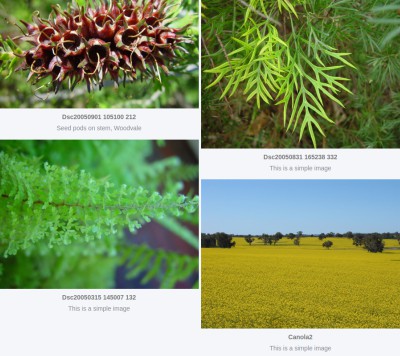 Dsc20050901 105100 212
Seed pods on stem, Woodvale
Dsc20050831 165238 332
This is a simple image
Dsc20050315 145007 132
This is a simple image
Canola2
This is a simple image